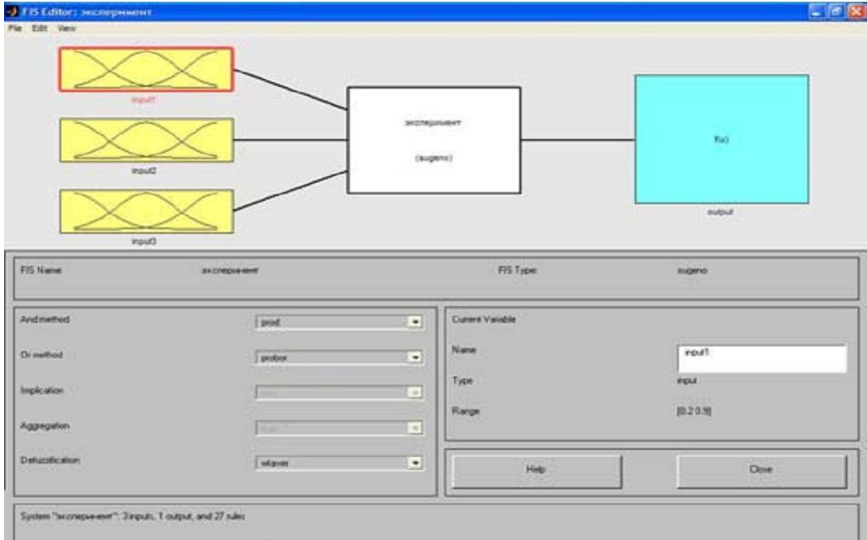 FIS Editor: эксперимент
File Edit View
input1
input2
input3
эксперимент
(sugeno)
f(u)
output
FIS Name: эксперимент FIS Type: sugeno
And method prod
Or method probor
Implication
Aggregation
Defuzzification wtaver
Current Variable
Name input1
Type input
Range [0.2 0.9]
Help Close
System "эксперимент": 3 inputs, 1 output, and 27 rules